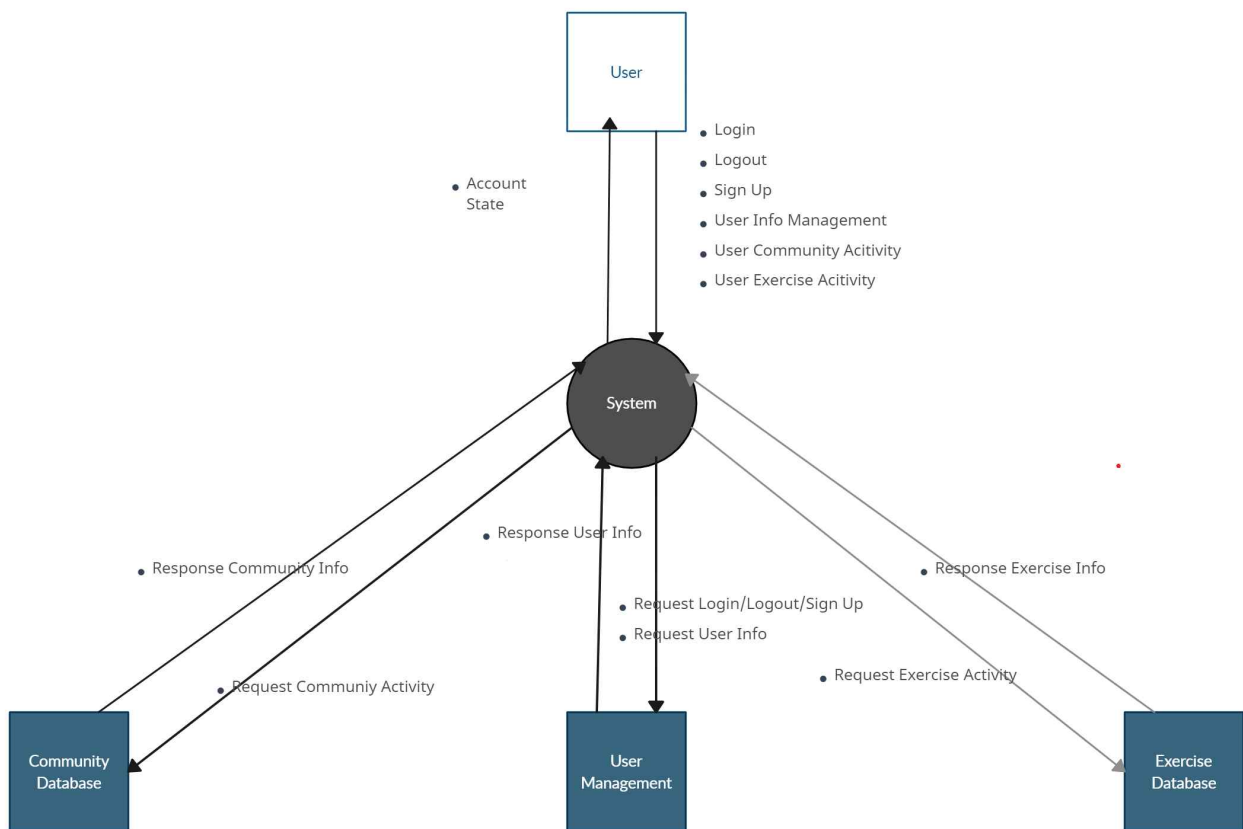 User
Login
Logout
Account
State
Sign Up
User Info Management
User Community Acitivity
User Exercise Acitivity
System
Response User Info
Response Community Info
Response Exercise Info
Request Login/Logout/Sign Up
Request User Info
Request Exercise Activity
Request Communiy Activity
Community
Database
User
Management
Exercise
Database